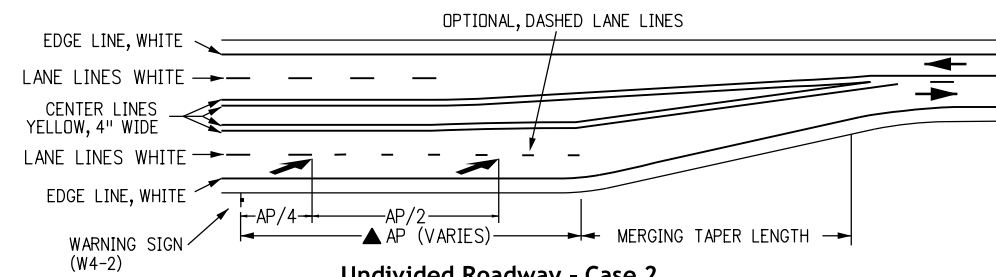 OPTIONAL, DASHED LANE LINES
EDGE LINE, WHITE
LANE LINES WHITE
CENTER LINES
YELLOW, 4" WIDE
LANE LINES WHITE
EDGE LINE, WHITE
AP/4
AP/2
WARNING SIGN
(W4-2)
▲ AP (VARIES)
MERGING TAPER LENGTH
Undivided Roadway - Case 2